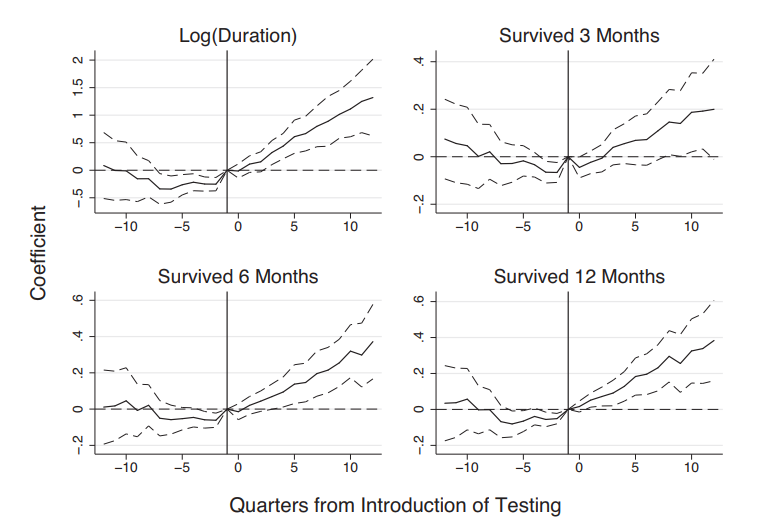 Log(Duration)
Survived 3 Months
2
1.5
1
.5
0
-.5
.4
.2
0
-.2
−10 −5 0 5 10
−10 −5 0 5 10
Coefficient
Survived 6 Months
Survived 12 Months
.6
.4
.2
0
-.2
.6
.4
.2
0
-.2
−10 −5 0 5 10
−10 −5 0 5 10
Quarters from Introduction of Testing